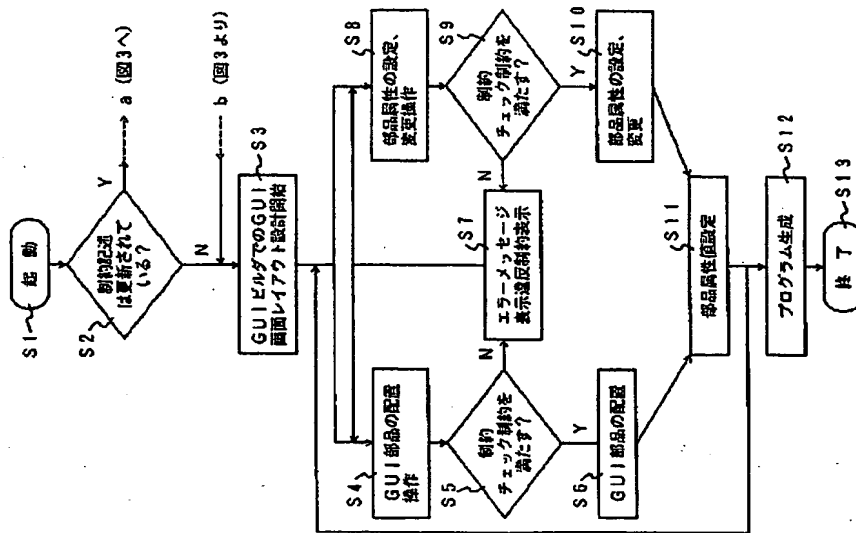 S1
起動
S2
制約記述
は更新されて
いる?
Y
a (図3へ)
N
b (図3より)
S3
GUIビルダでのGUI
画面レイアウト設計開始
S4
GUI部品の配置
操作
S8
部品属性の設定、
変更操作
S5
制約
チェック制約を
満たす?
N
S7
エラーメッセージ
表示違反制約表示
N
S9
制約
チェック制約を
満たす?
Y
S6
GUI部品の配置
Y
S10
部品属性の設定、
変更
S11
部品属性値設定
S12
プログラム生成
S13
終了